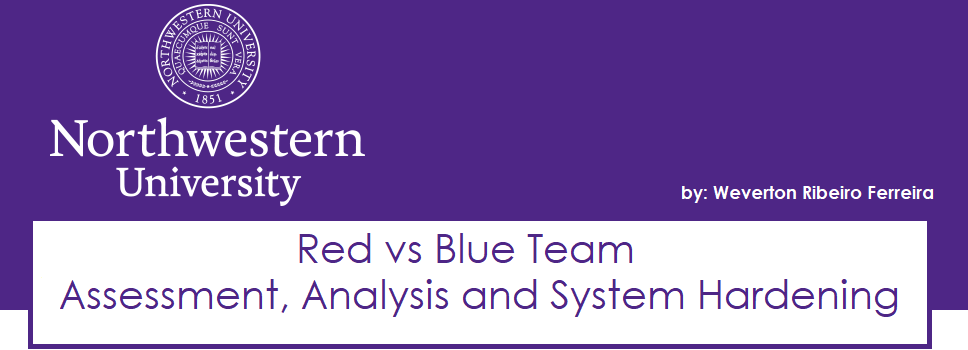 NORTHWESTERN UNIVERSITY
QUAECUMQUE SUNT VERA
1851
Northwestern
University
by: Weverton Ribeiro Ferreira
Red vs Blue Team
Assessment, Analysis and System Hardening